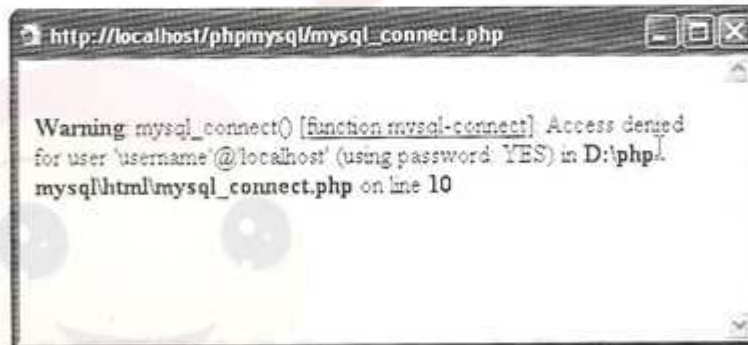 http://localhost/phpmysql/mysql_connect.php
Warning: mysql_connect() [function.mysql-connect]: Access denied
for user 'username'@'localhost' (using password: YES) in D:\php
mysql\html\mysql_connect.php on line 10